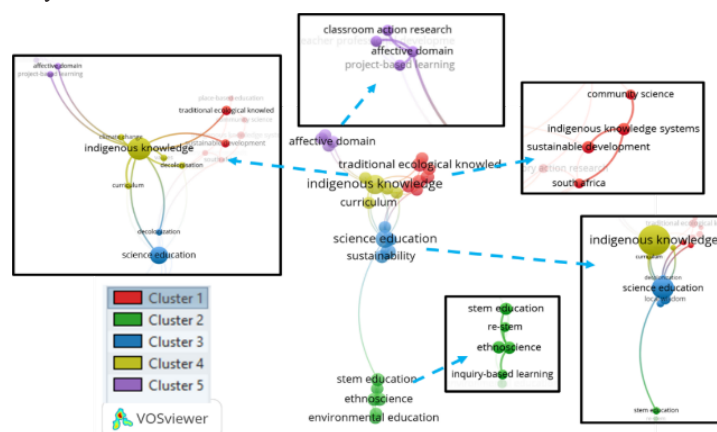 classroom action research
affective domain
project-based learning
affective domain
project-based learning
place-based education
traditional ecological knowled
climate change
indigenous knowledge
sustainable development
decolonisation
curriculum
decolonization
science education
community science
indigenous knowledge systems
sustainable development
south africa
affective domain
traditional ecological knowled
indigenous knowledge
curriculum
science education
sustainability
stem education
ethnoscience
environmental education
indigenous knowledge
curriculum
science education
local wisdom
stem education
stem education
re-stem
ethnoscience
inquiry-based learning
Cluster 1
Cluster 2
Cluster 3
Cluster 4
Cluster 5
VOSviewer